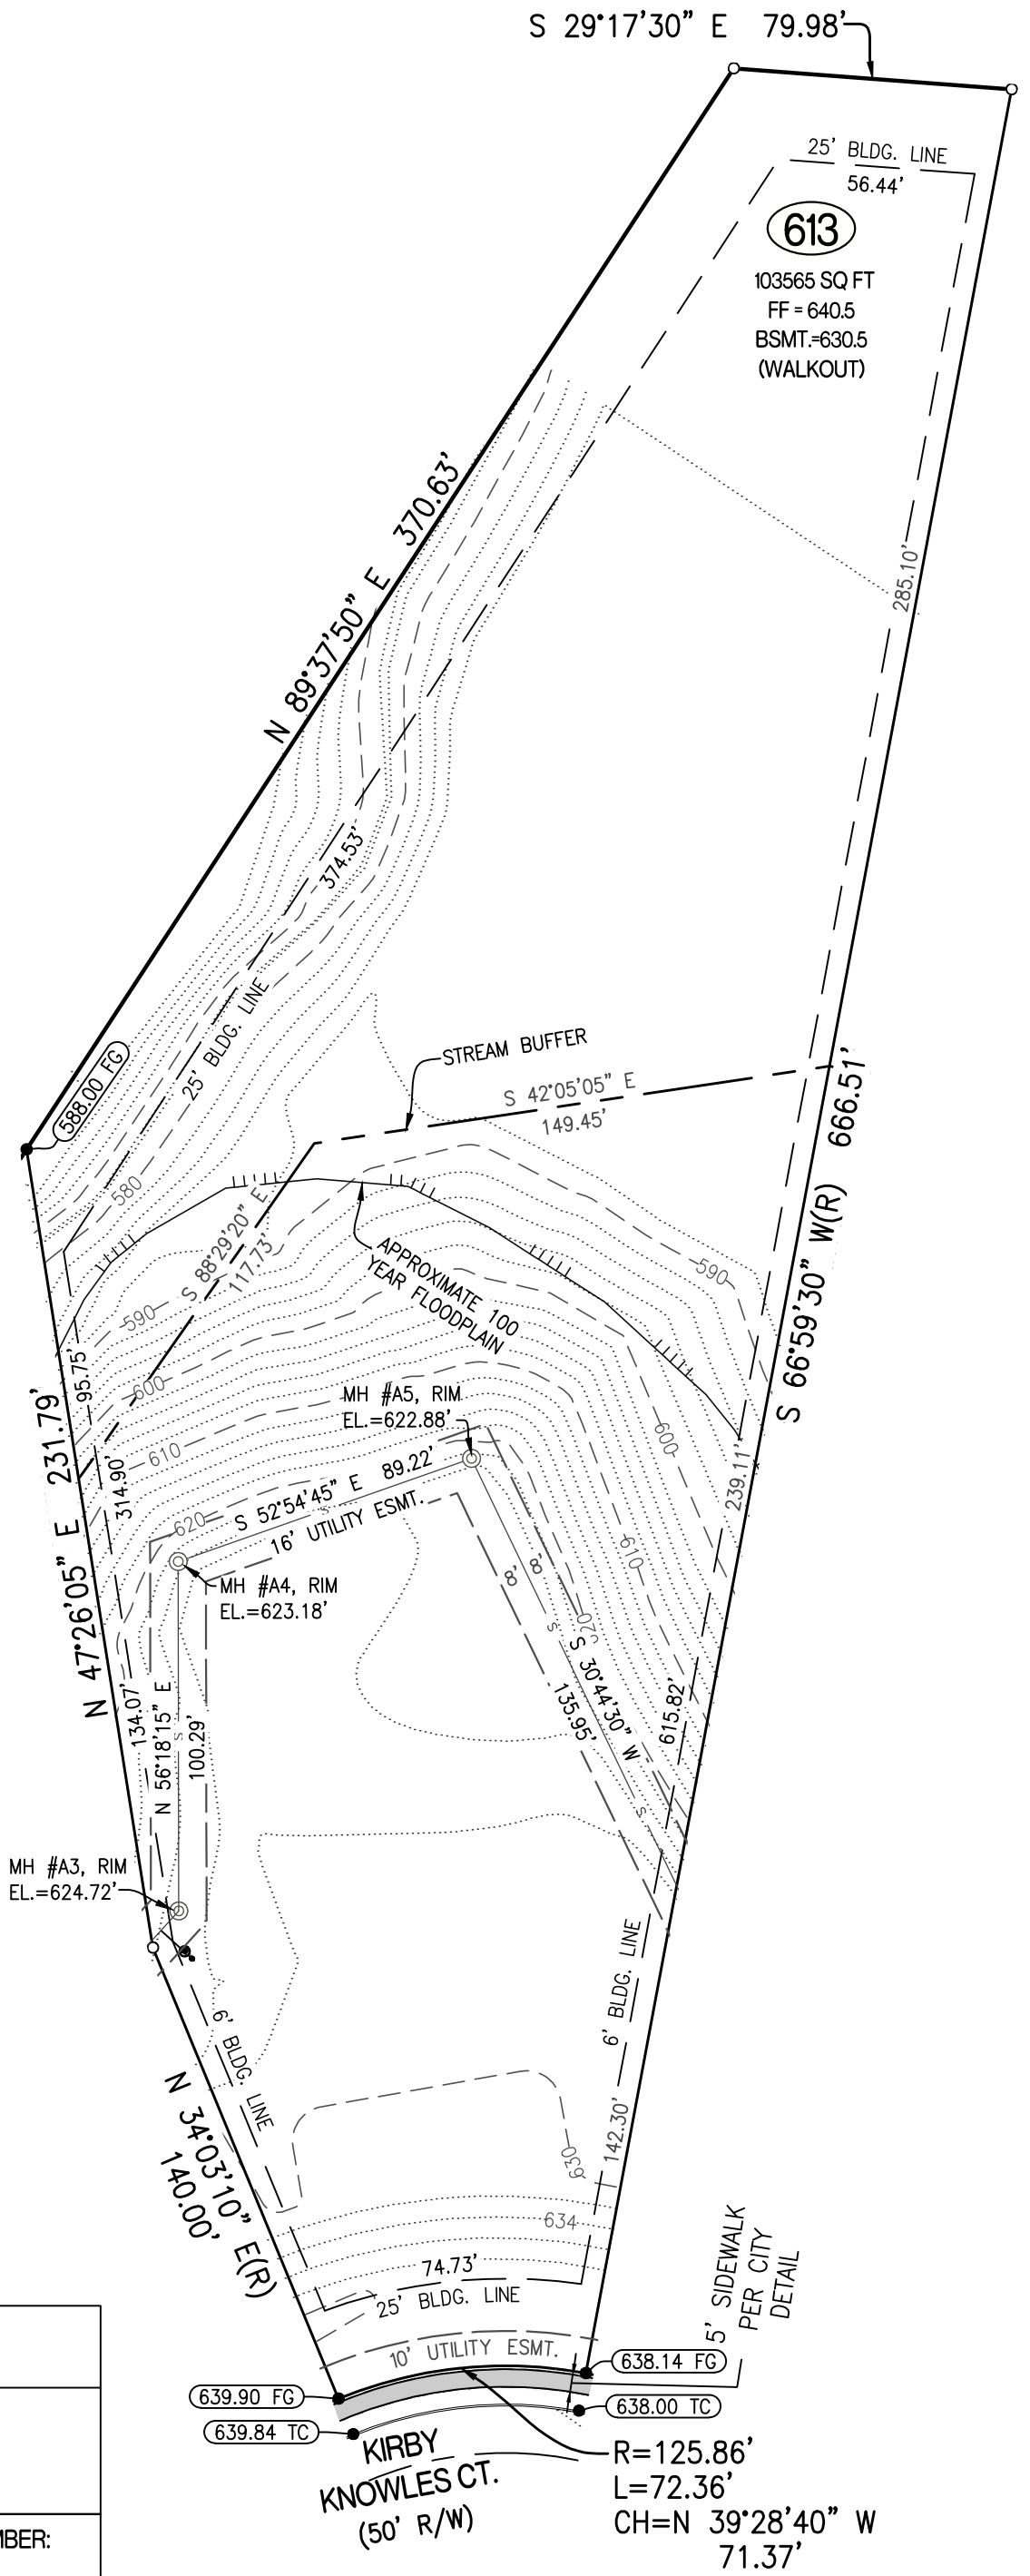 S 29°17'30" E 79.98'
25' BLDG. LINE
56.44'
613
103565 SQ FT
FF = 640.5
BSMT.=630.5
(WALKOUT)
N 89°37'50" E 370.63'
285.10'
374.53'
25' BLDG. LINE
588.00 FG
STREAM BUFFER
S 42°05'05" E
149.45'
S 66°59'30" W(R) 666.51'
580
S 88°29'20" E
117.73'
APPROXIMATE 100
YEAR FLOODPLAIN
590
590
95.75'
600
600
MH #A5, RIM
EL.=622.88'
N 47°26'05" E 231.79'
314.90'
610
610
239.11'
S 52°54'45" E 89.22'
16' UTILITY ESMT.
S
620
620
8' 8'
MH #A4, RIM
EL.=623.18'
S 30°44'30" W
135.95'
S
S
615.82'
134.07'
N 56°18'15" E
100.29'
S
MH #A3, RIM
EL.=624.72'
6' BLDG. LINE
6' BLDG. LINE
142.30'
N 34°03'10" E(R)
140.00'
630
634
74.73'
25' BLDG. LINE
10' UTILITY ESMT.
5' SIDEWALK
PER CITY
DETAIL
638.14 FG
639.90 FG
638.00 TC
639.84 TC
KIRBY
KNOWLES CT.
(50' R/W)
R=125.86'
L=72.36'
CH=N 39°28'40" W
71.37'
MBER: